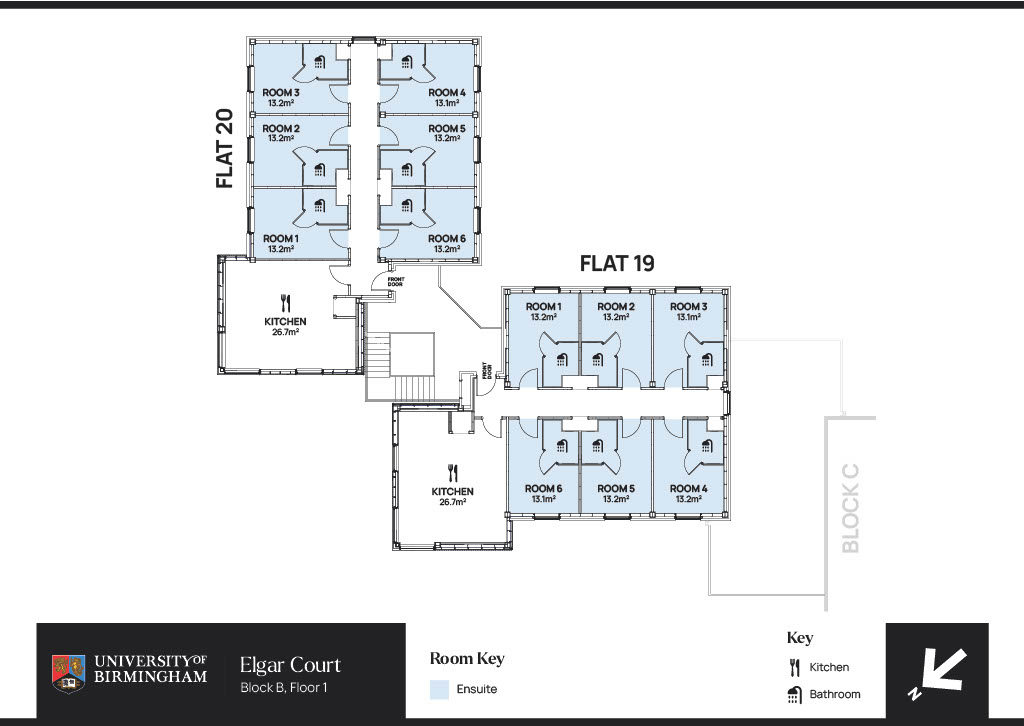 FLAT 20
ROOM 3
13.2m²
ROOM 4
13.1m²
ROOM 2
13.2m²
ROOM 5
13.2m²
ROOM 1
13.2m²
ROOM 6
13.2m²
FRONT
DOOR
KITCHEN
26.7m²
FLAT 19
ROOM 1
13.2m²
ROOM 2
13.2m²
ROOM 3
13.1m²
FRONT
DOOR
KITCHEN
26.7m²
ROOM 6
13.1m²
ROOM 5
13.2m²
ROOM 4
13.2m²
BLOCK C
UNIVERSITY OF
BIRMINGHAM
Elgar Court
Block B, Floor 1
Room Key
Ensuite
Key
Kitchen
Bathroom
N